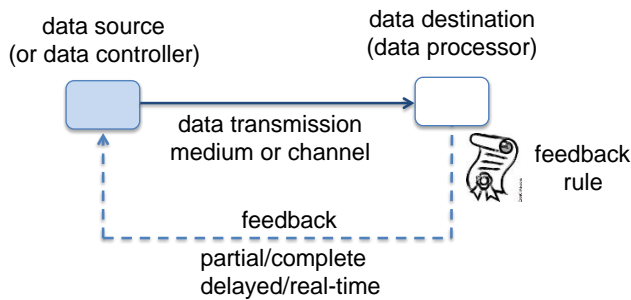 data source
(or data controller)
data destination
(data processor)
data transmission
medium or channel
feedback
rule
feedback
partial/complete
delayed/real-time